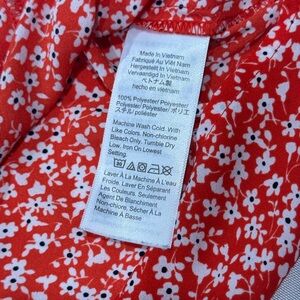 Made In Vietnam
Fabriqué Au Viêt Nam
Hergestellt In Vietnam
Vervaardigd In Vietnam
ベトナム製
hecho en vietnam
100% Polyester/Polyester/
Polyester/Polyester/ポリエ
ステル/poliéster
Machine Wash Cold. With
Like Colors. Non-chlorine
Bleach Only. Tumble Dry
Low. Iron On Lowest
Setting.
Laver À La Machine À L'eau
Froide. Laver En Séparant
Les Couleurs. Seulement
Agent De Blanchiment
Non-chlore. Sécher À La
Machine À Basse